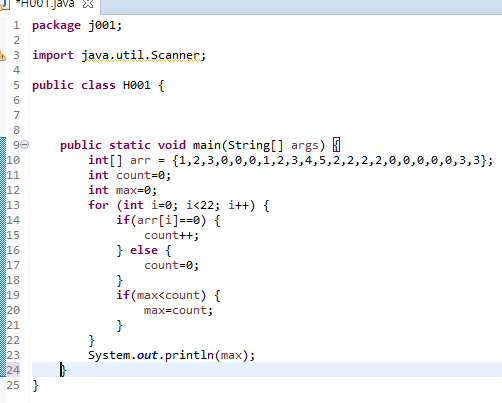 *H001.java
1 package j001;
2
3 import java.util.Scanner;
4
5 public class H001 {
6
7
8
9 public static void main(String[] args) {
10 int[] arr = {1,2,3,0,0,0,1,2,3,4,5,2,2,2,2,0,0,0,0,0,3,3};
11 int count=0;
12 int max=0;
13 for (int i=0; i<22; i++) {
14 if(arr[i]==0) {
15 count++;
16 } else {
17 count=0;
18 }
19 if(max<count) {
20 max=count;
21 }
22 }
23 System.out.println(max);
24 }
25 }